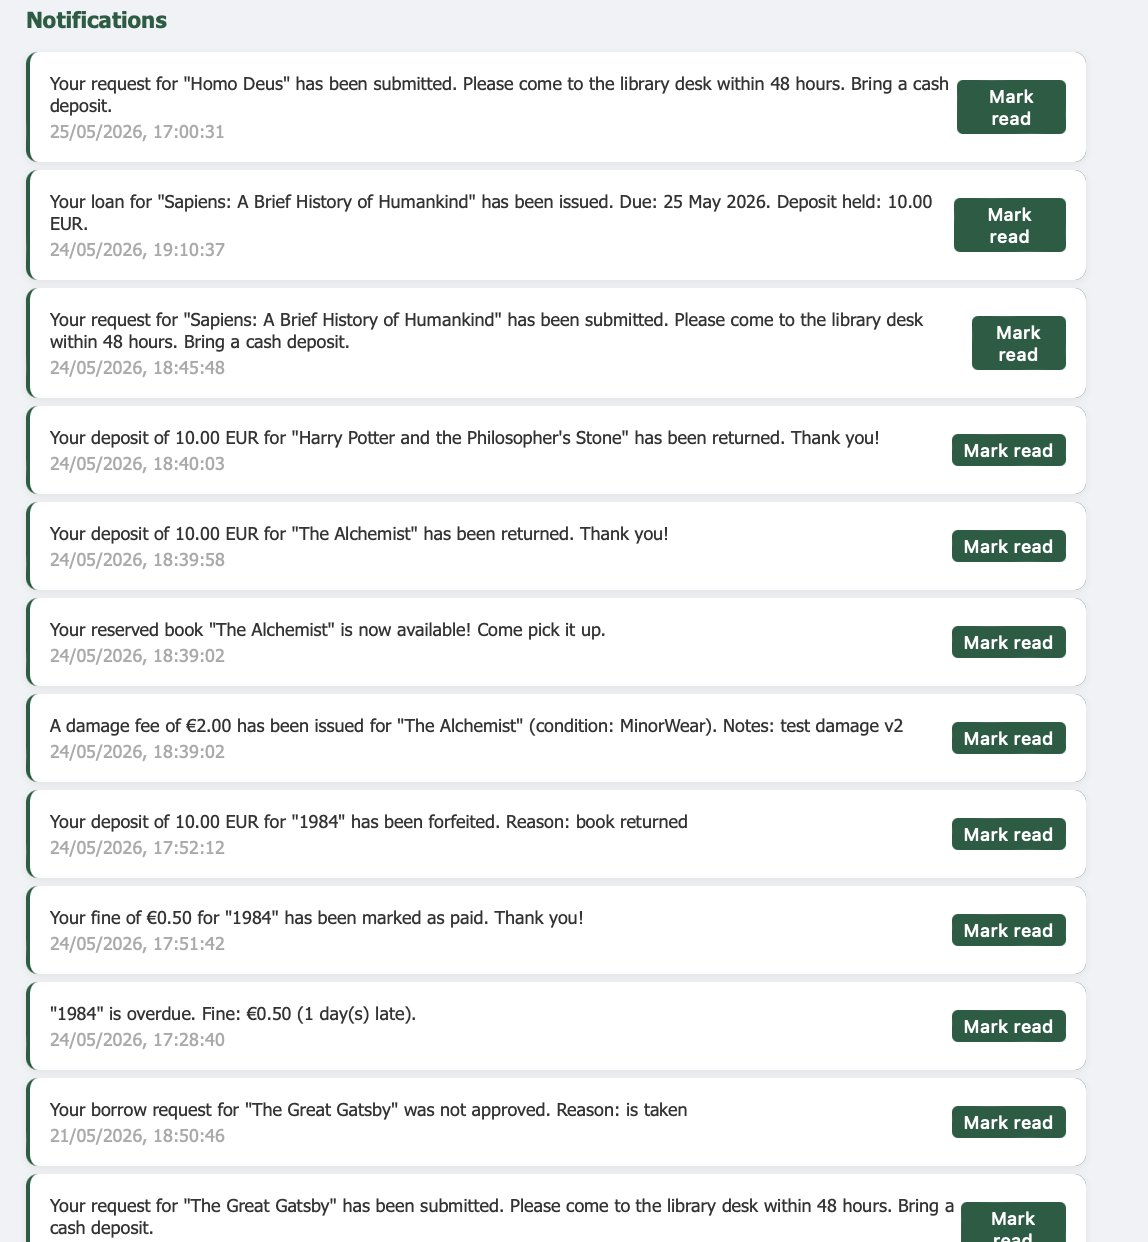 Notifications
Your request for "Homo Deus" has been submitted. Please come to the library desk within 48 hours. Bring a cash
deposit.
25/05/2026, 17:00:31
Mark
read
Your loan for "Sapiens: A Brief History of Humankind" has been issued. Due: 25 May 2026. Deposit held: 10.00
EUR.
24/05/2026, 19:10:37
Mark
read
Your request for "Sapiens: A Brief History of Humankind" has been submitted. Please come to the library desk
within 48 hours. Bring a cash deposit.
24/05/2026, 18:45:48
Mark
read
Your deposit of 10.00 EUR for "Harry Potter and the Philosopher's Stone" has been returned. Thank you!
24/05/2026, 18:40:03
Mark read
Your deposit of 10.00 EUR for "The Alchemist" has been returned. Thank you!
24/05/2026, 18:39:58
Mark read
Your reserved book "The Alchemist" is now available! Come pick it up.
24/05/2026, 18:39:02
Mark read
A damage fee of €2.00 has been issued for "The Alchemist" (condition: MinorWear). Notes: test damage v2
24/05/2026, 18:39:02
Mark read
Your deposit of 10.00 EUR for "1984" has been forfeited. Reason: book returned
24/05/2026, 17:52:12
Mark read
Your fine of €0.50 for "1984" has been marked as paid. Thank you!
24/05/2026, 17:51:42
Mark read
"1984" is overdue. Fine: €0.50 (1 day(s) late).
24/05/2026, 17:28:40
Mark read
Your borrow request for "The Great Gatsby" was not approved. Reason: is taken
21/05/2026, 18:50:46
Mark read
Your request for "The Great Gatsby" has been submitted. Please come to the library desk within 48 hours. Bring a
cash deposit.
Mark
read